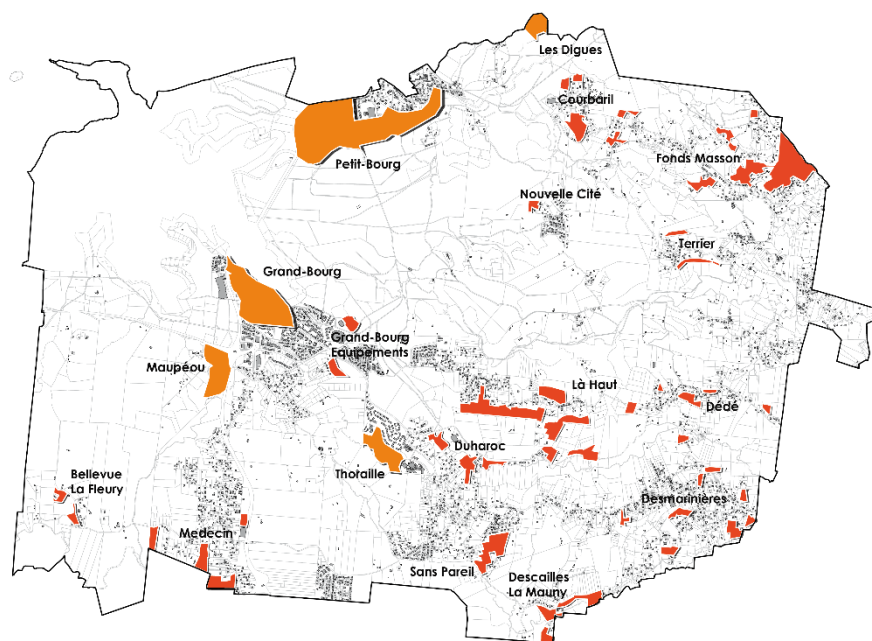 Les Digues
Courbaril
Petit-Bourg
Fonds Masson
Nouvelle Cité
Terrier
Grand-Bourg
Grand-Bourg
Equipements
Maupéou
Là Haut
Dédé
Duharoc
Thoraille
Bellevue
La Fleury
Desmarinières
Medecin
Sans Pareil
Descailles
La Mauny